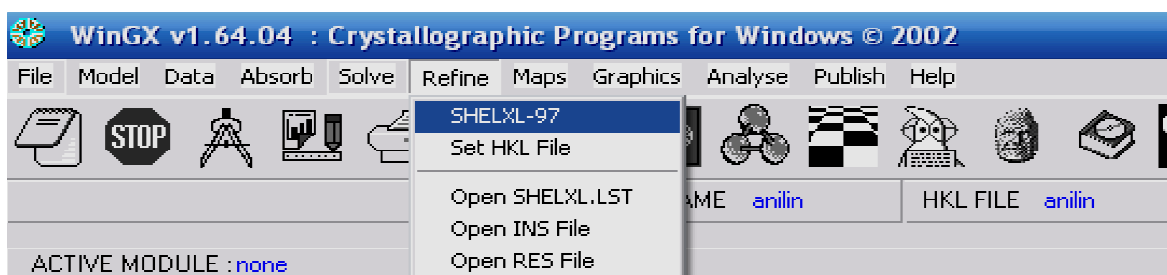 WinGX v1.64.04 : Crystallographic Programs for Windows © 2002
File Model Data Absorb Solve Refine Maps Graphics Analyse Publish Help
SHELXL-97
STOP
Set HKL File
Open SHELXL.LST
AME anilin HKL FILE anilin
Open INS File
Open RES File
ACTIVE MODULE : none